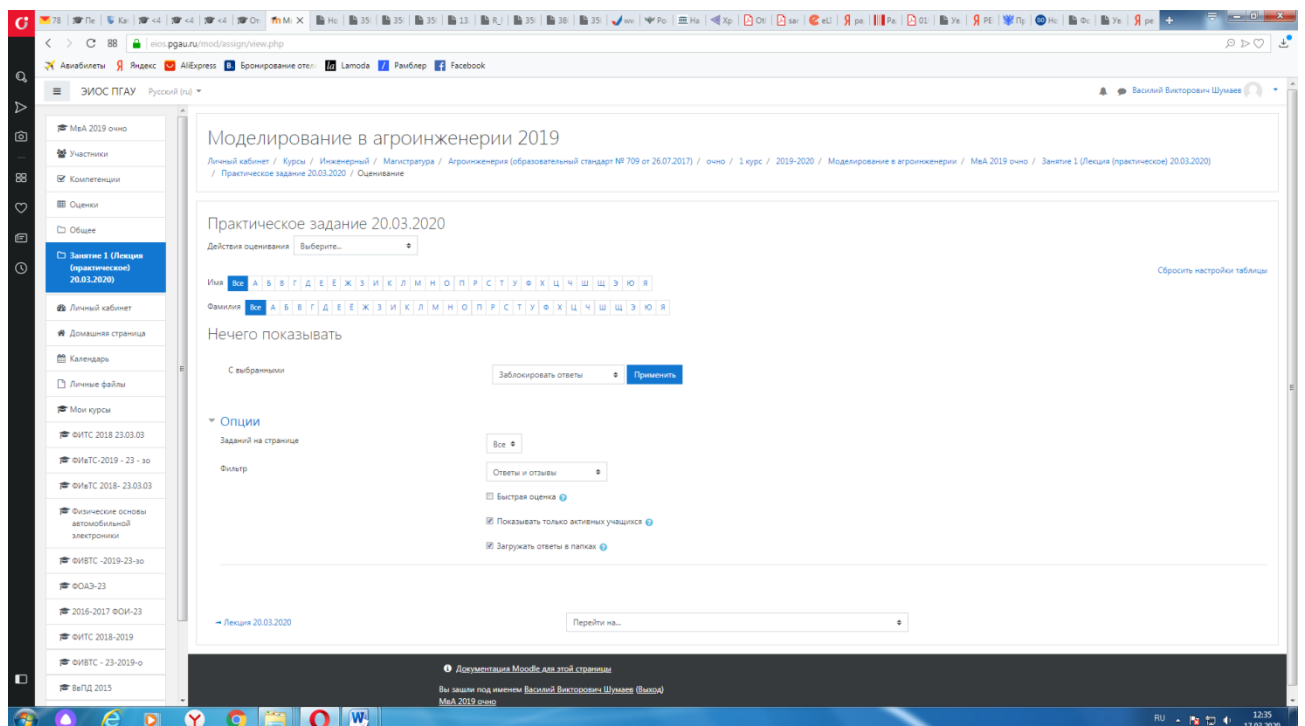 eios.pgau.ru/mod/assign/view.php
Авиабилеты Яндекс AliExpress Бронирование отел Lamoda Рамблер Facebook
ЭИОС ПГАУ Русский (ru)
Василий Викторович Шумаев
МвА 2019 очно
Участники
Компетенции
Оценки
Общее
Занятие 1 (Лекция
(практическое)
20.03.2020)
Личный кабинет
Домашняя страница
Календарь
Личные файлы
Мои курсы
ФИТС 2018 23.03.03
ФИвТС-2019 - 23 - зо
ФИвТС 2018- 23.03.03
Физические основы
автомобильной
электроники
ФИВТС -2019-23-зо
ФОАЭ-23
2016-2017 ФОИ-23
ФИТС 2018-2019
ФИВТС - 23-2019-о
ВвПД 2015
Моделирование в агроинженерии 2019
Личный кабинет / Курсы / Инженерный / Магистратура / Агроинженерия (образовательный стандарт № 709 от 26.07.2017) / очно / 1 курс / 2019-2020 / Моделирование в агроинженерии / МвА 2019 очно / Занятие 1 (Лекция (практическое) 20.03.2020)
/ Практическое задание 20.03.2020 / Оценивание
Практическое задание 20.03.2020
Действия оценивания Выберите...
Сбросить настройки таблицы
Имя Все А Б В Г Д Е Ё Ж З И К Л М Н О П Р С Т У Ф Х Ц Ч Ш Щ Э Ю Я
Фамилия Все А Б В Г Д Е Ё Ж З И К Л М Н О П Р С Т У Ф Х Ц Ч Ш Щ Э Ю Я
Нечего показывать
С выбранными Заблокировать ответы Применить
Опции
Заданий на странице Все
Фильтр Ответы и отзывы
Быстрая оценка
Показывать только активных учащихся
Загружать ответы в папках
Лекция 20.03.2020 Перейти на...
Документация Moodle для этой страницы
Вы зашли под именем Василий Викторович Шумаев (Выход)
МвА 2019 очно
RU 12:35
17.03.2020